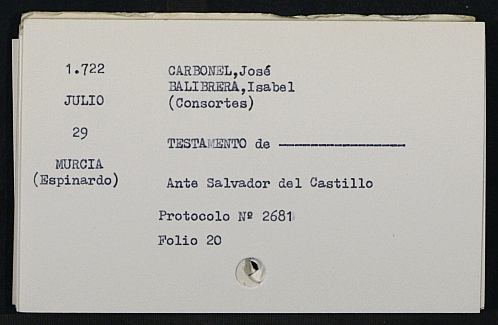 1.722
JULIO
29
MURCIA
(Espinardo)
CARBONEL,José
BALIBRERA,Isabel
(Consortes)
TESTAMENTO de ----------------
Ante Salvador del Castillo
Protocolo Nº 2681
Folio 20